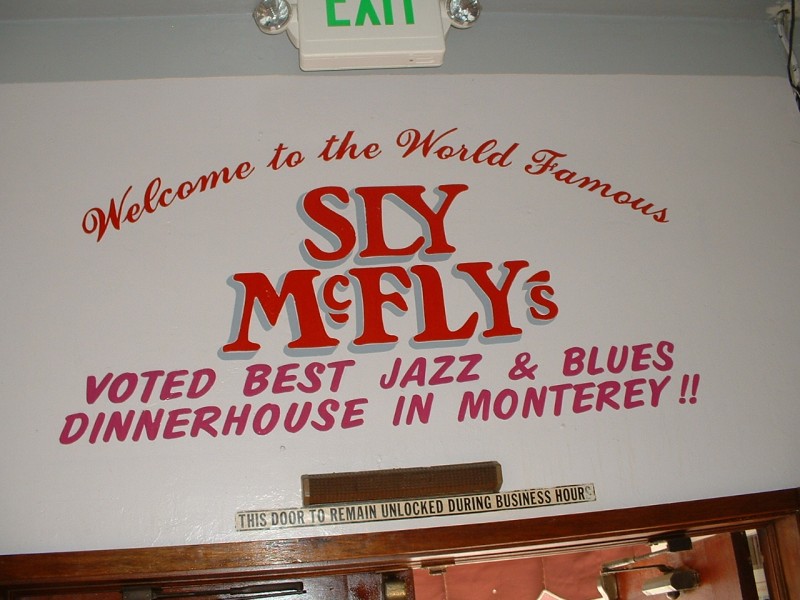 EXIT
Welcome to the World Famous
SLY
McFLY's
VOTED BEST JAZZ & BLUES
DINNERHOUSE IN MONTEREY !!
THIS DOOR TO REMAIN UNLOCKED DURING BUSINESS HOURS